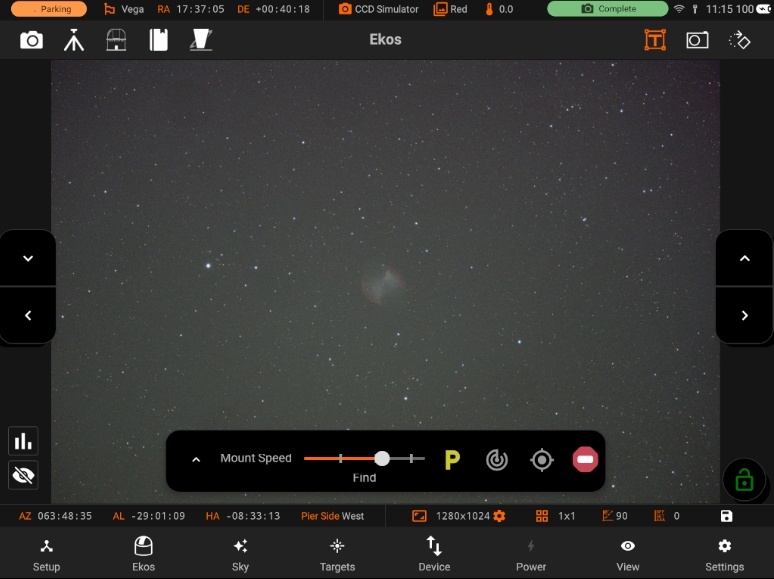 Parking Vega RA 17:37:05 DE +00:40:18 CCD Simulator Red 0.0 Complete 11:15 100
Ekos
T
Mount Speed P
Find
AZ 063:48:35 AL -29:01:09 HA -08:33:13 Pier Side West 1280x1024 1x1 90 0
Setup Ekos Sky Targets Device Power View Settings